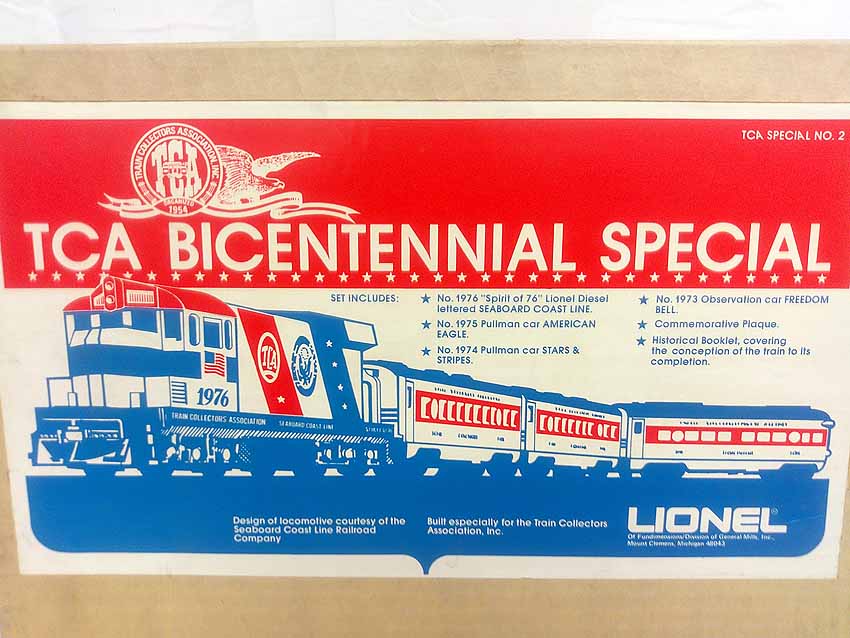 TCA SPECIAL NO. 2
TRAIN COLLECTORS ASSOCIATION, INC.
TCA
1954
TCA BICENTENNIAL SPECIAL
SET INCLUDES:
★ No. 1976 "Spirit of 76" Lionel Diesel
lettered SEABOARD COAST LINE.
★ No. 1975 Pullman car AMERICAN
EAGLE.
★ No. 1974 Pullman car STARS &
STRIPES.
★ No. 1973 Observation car FREEDOM
BELL.
★ Commemorative Plaque.
★ Historical Booklet, covering
the conception of the train to its
completion.
TCA
1976
TRAIN COLLECTORS ASSOCIATION
SEABOARD COAST LINE
Design of locomotive courtesy of the
Seaboard Coast Line Railroad
Company
Built especially for the Train Collectors
Association, Inc.
LIONEL®
Of Fundimensions/Division of General Mills, Inc.,
Mount Clemens, Michigan 48043